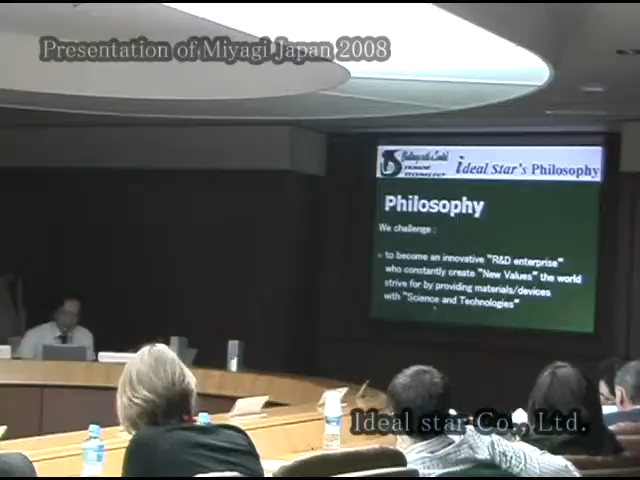 Presentation of Miyagi Japan 2008
ideal Star's Philosophy
Philosophy
We challenge :
to become an innovative "R&D enterprise"
who constantly create "New Values" the world
strive for by providing materials/devices
with "Science and Technologies"
Ideal star Co., Ltd.